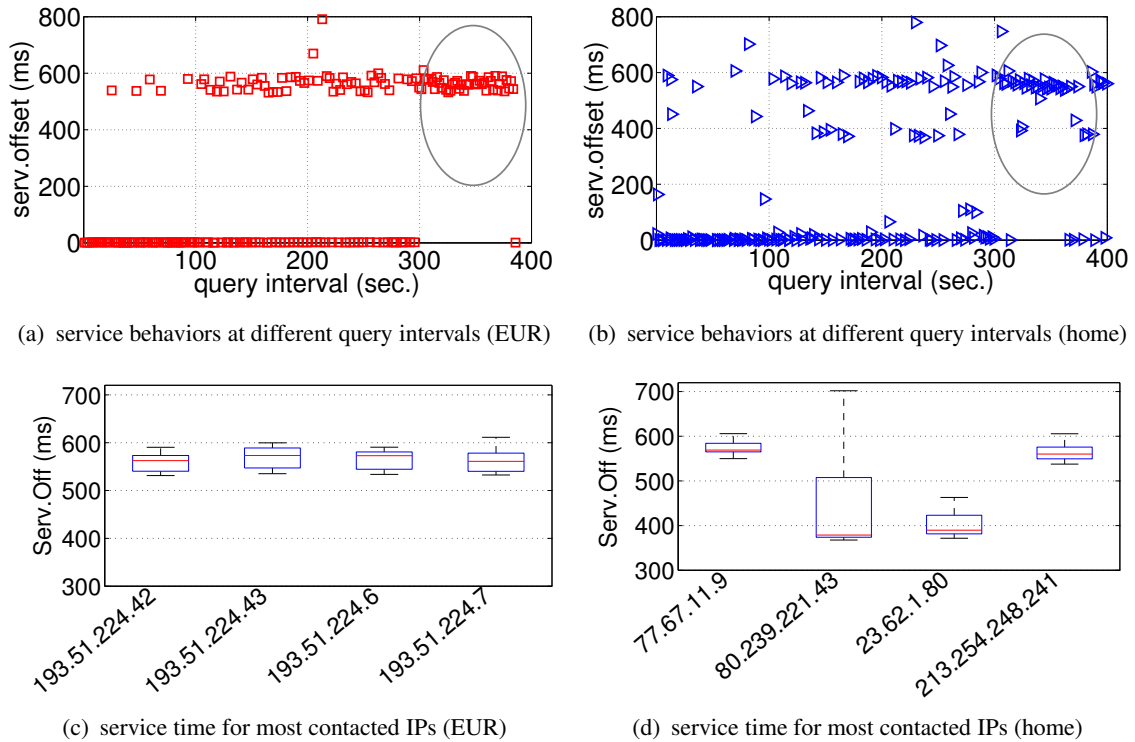 800
600
400
200
0
serv.offset (ms)
100 200 300 400
query interval (sec.)
(a) service behaviors at different query intervals (EUR)
800
600
400
200
0
serv.offset (ms)
100 200 300 400
query interval (sec.)
(b) service behaviors at different query intervals (home)
700
600
500
400
300
Serv.Off (ms)
193.51.224.42
193.51.224.43
193.51.224.6
193.51.224.7
(c) service time for most contacted IPs (EUR)
700
600
500
400
300
Serv.Off (ms)
77.67.11.9
80.239.221.43
23.62.1.80
213.254.248.241
(d) service time for most contacted IPs (home)